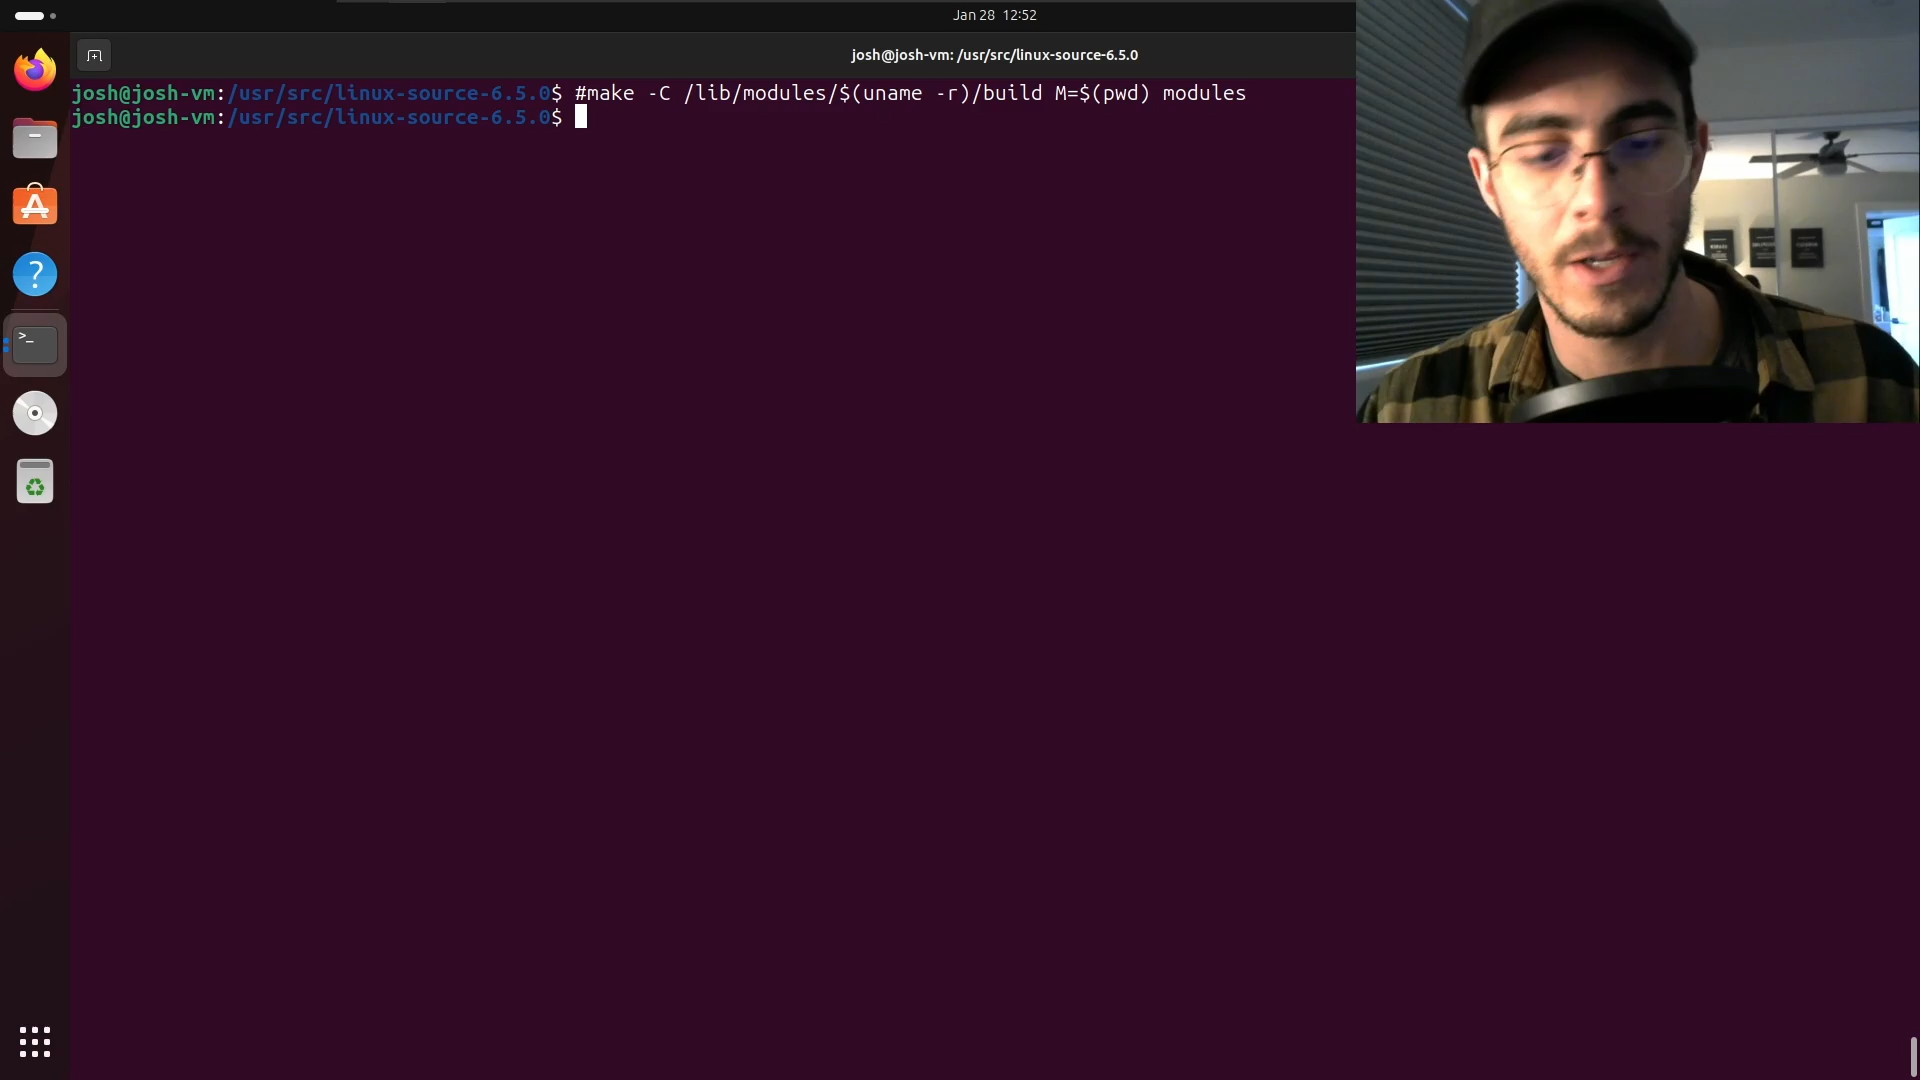 Jan 28 12:52
josh@josh-vm: /usr/src/linux-source-6.5.0
josh@josh-vm:/usr/src/linux-source-6.5.0$ #make -C /lib/modules/$(uname -r)/build M=$(pwd) modules
josh@josh-vm:/usr/src/linux-source-6.5.0$